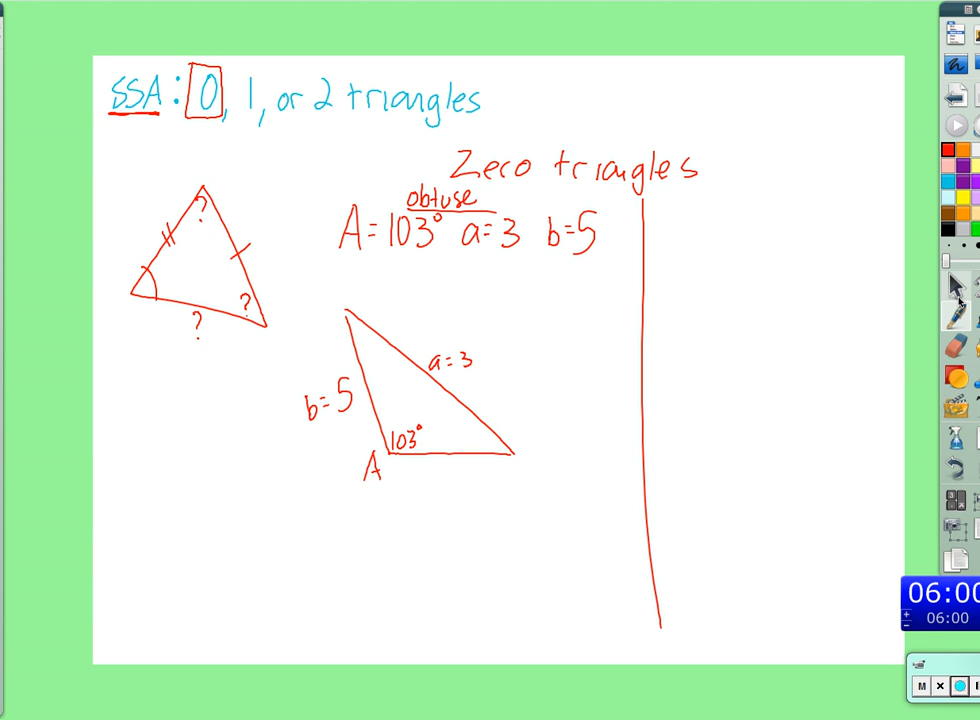 SSA: 0, 1, or 2 triangles
Zero triangles
obtuse
A=103° a=3 b=5
?
?
?
a=3
b=5
103°
A
06:00
06:00
M x